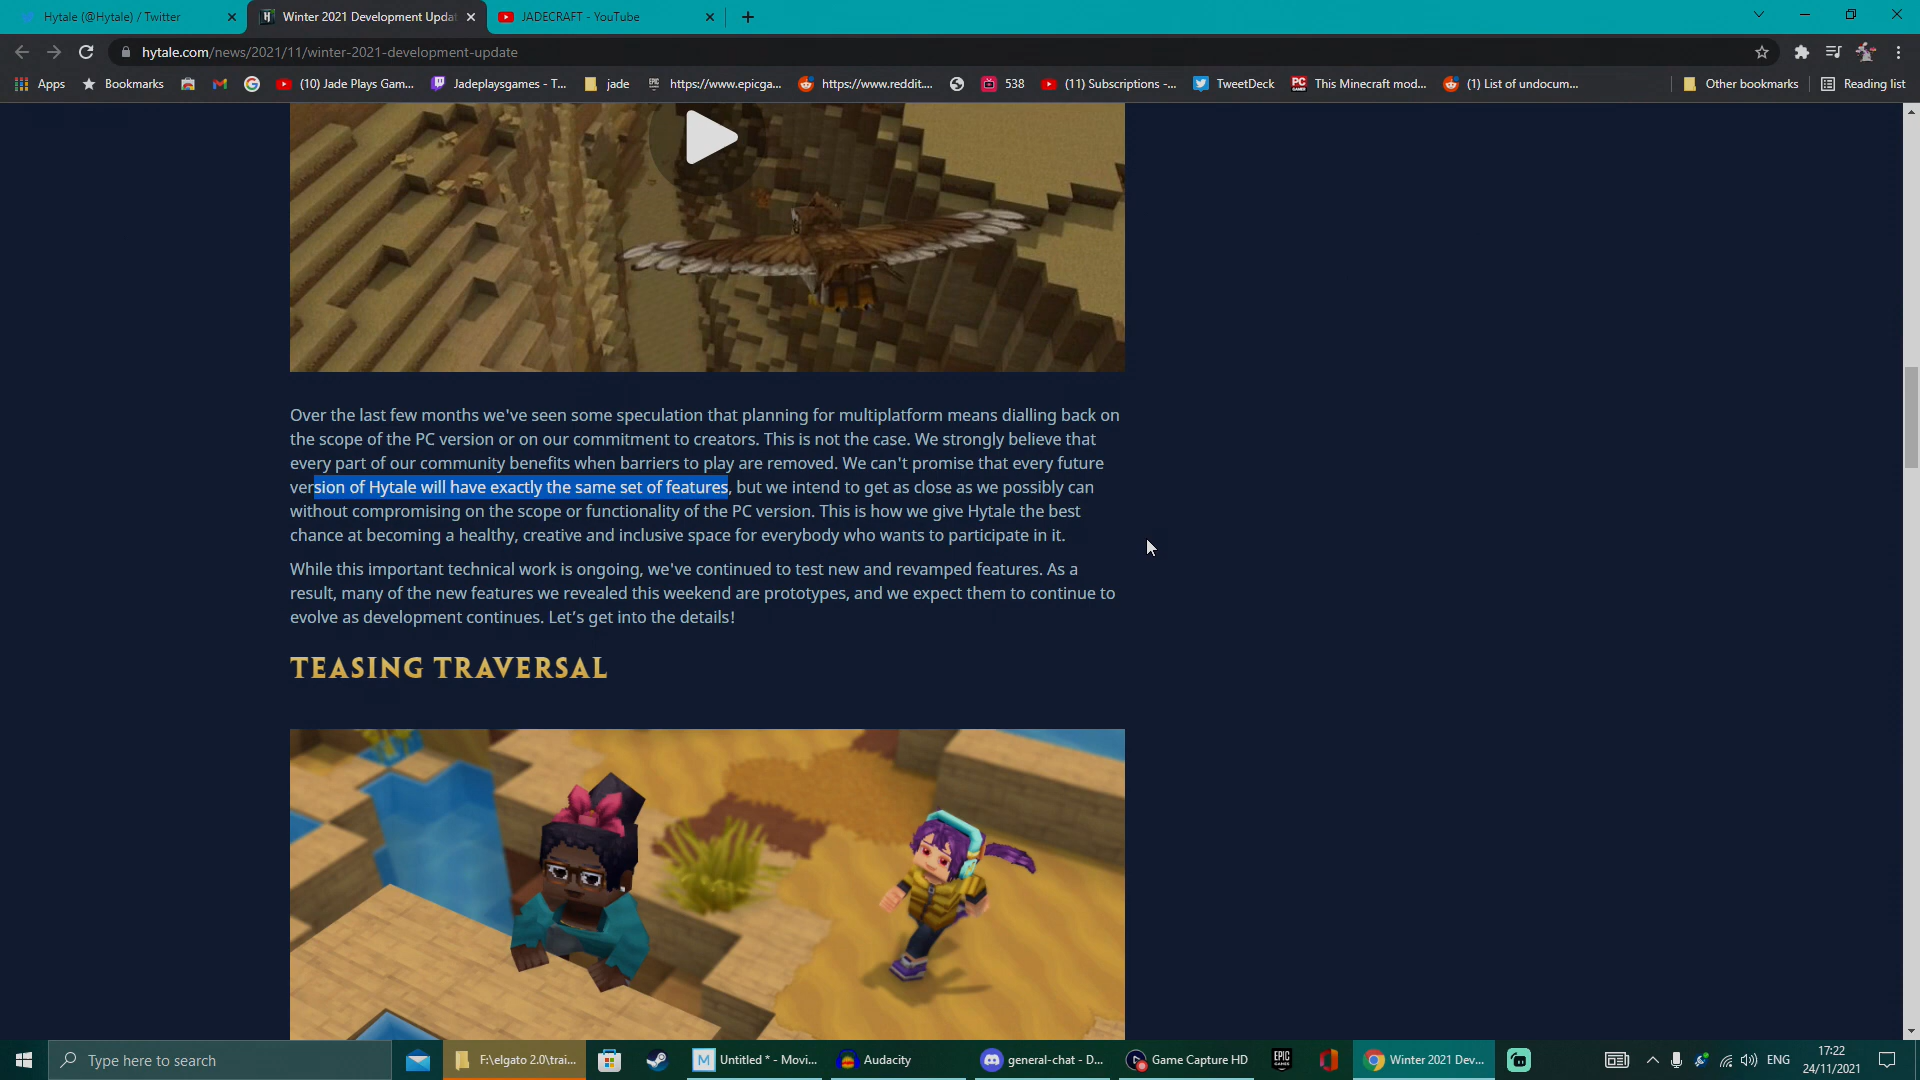 Hytale (@Hytale) / Twitter
Winter 2021 Development Updat
JADECRAFT - YouTube
hytale.com/news/2021/11/winter-2021-development-update
Apps
Bookmarks
(10) Jade Plays Gam...
Jadeplaysgames - T...
jade
https://www.epicga...
https://www.reddit....
538
(11) Subscriptions -...
TweetDeck
This Minecraft mod...
(1) List of undocum...
Other bookmarks
Reading list
Over the last few months we've seen some speculation that planning for multiplatform means dialling back on
the scope of the PC version or on our commitment to creators. This is not the case. We strongly believe that
every part of our community benefits when barriers to play are removed. We can't promise that every future
version of Hytale will have exactly the same set of features, but we intend to get as close as we possibly can
without compromising on the scope or functionality of the PC version. This is how we give Hytale the best
chance at becoming a healthy, creative and inclusive space for everybody who wants to participate in it.
While this important technical work is ongoing, we've continued to test new and revamped features. As a
result, many of the new features we revealed this weekend are prototypes, and we expect them to continue to
evolve as development continues. Let’s get into the details!
TEASING TRAVERSAL
Type here to search
F:\elgato 2.0\trai...
Untitled * - Movi...
Audacity
general-chat - D...
Game Capture HD
EPIC GAMES
Winter 2021 Dev...
ENG
17:22
24/11/2021